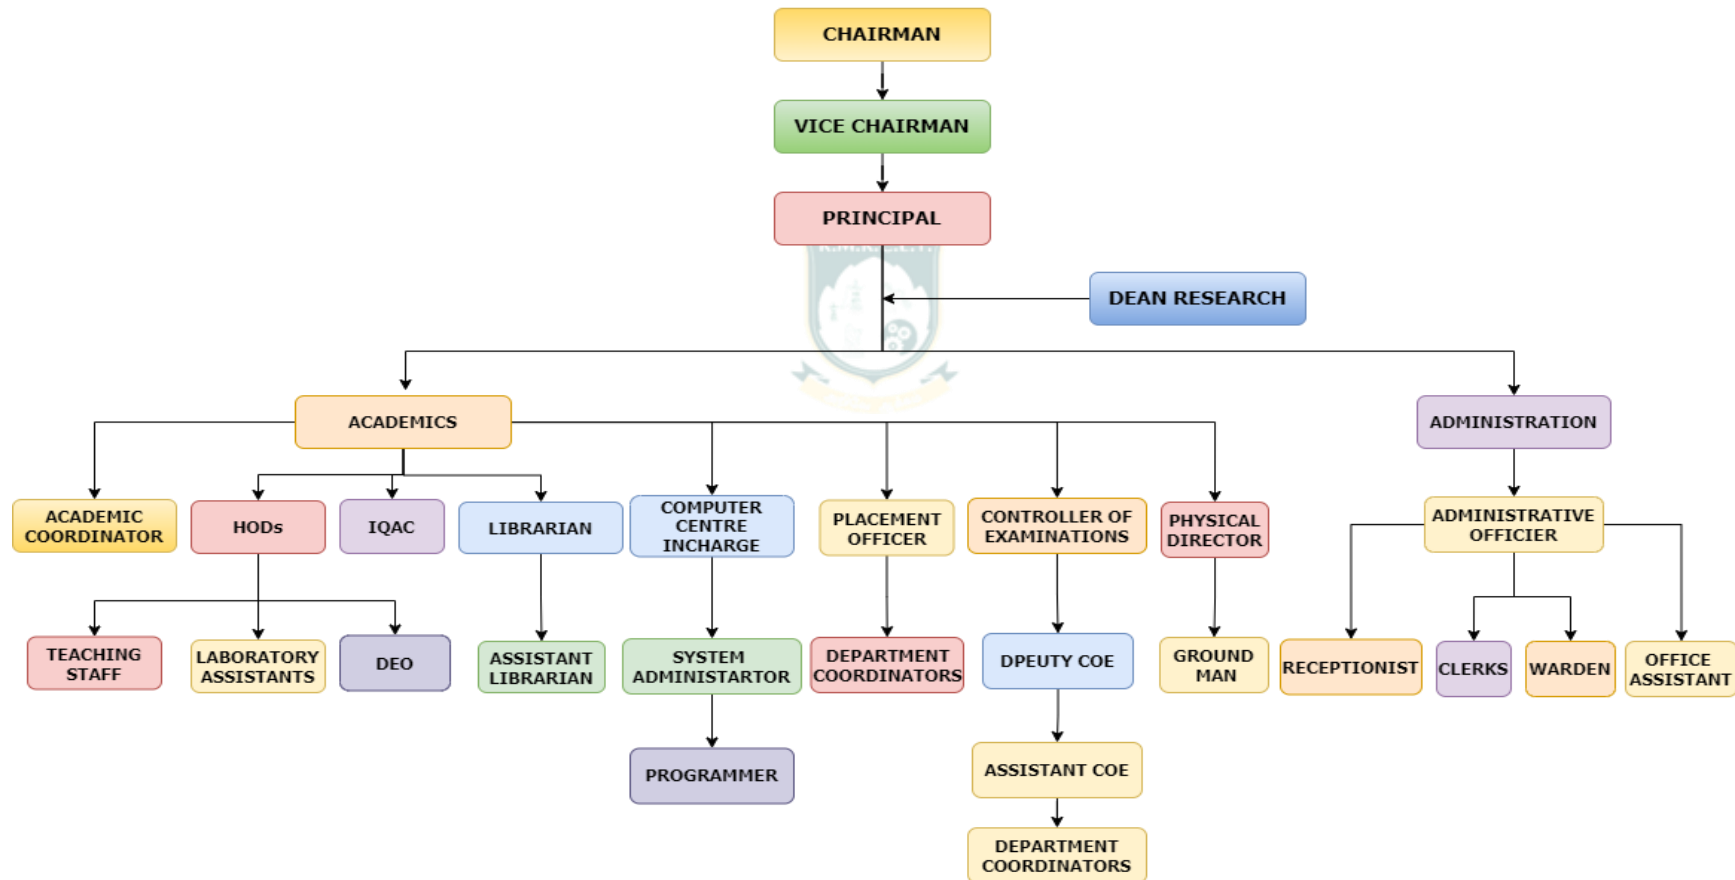 CHAIRMAN
VICE CHAIRMAN
PRINCIPAL
DEAN RESEARCH
ACADEMICS
ADMINISTRATION
ACADEMIC
COORDINATOR
HODs
IQAC
LIBRARIAN
COMPUTER
CENTRE
INCHARGE
PLACEMENT
OFFICER
CONTROLLER OF
EXAMINATIONS
PHYSICAL
DIRECTOR
ADMINISTRATIVE
OFFICIER
TEACHING
STAFF
LABORATORY
ASSISTANTS
DEO
ASSISTANT
LIBRARIAN
SYSTEM
ADMINISTARTOR
DEPARTMENT
COORDINATORS
DPEUTY COE
GROUND
MAN
RECEPTIONIST
CLERKS
WARDEN
OFFICE
ASSISTANT
PROGRAMMER
ASSISTANT COE
DEPARTMENT
COORDINATORS